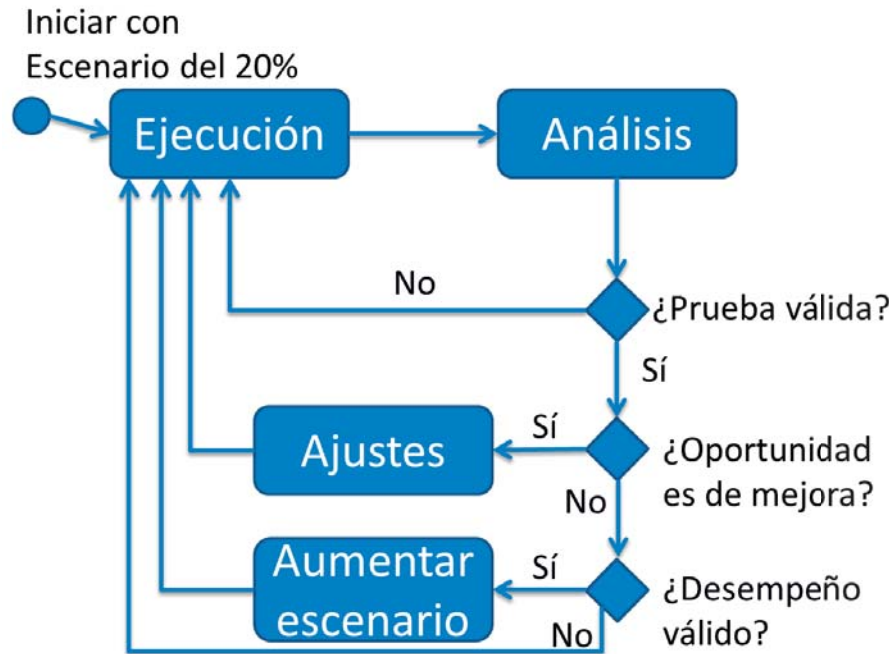 Iniciar con
Escenario del 20%
Ejecución
Análisis
No
¿Prueba válida?
Sí
Ajustes
Sí
¿Oportunidad
es de mejora?
No
Aumentar
escenario
Sí
¿Desempeño
válido?
No